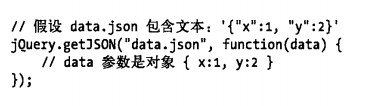 // 假设 data.json 包含文本：'{"x":1, "y":2}'
jQuery.getJSON("data.json", function(data) {
    // data 参数是对象 { x:1, y:2 }
});